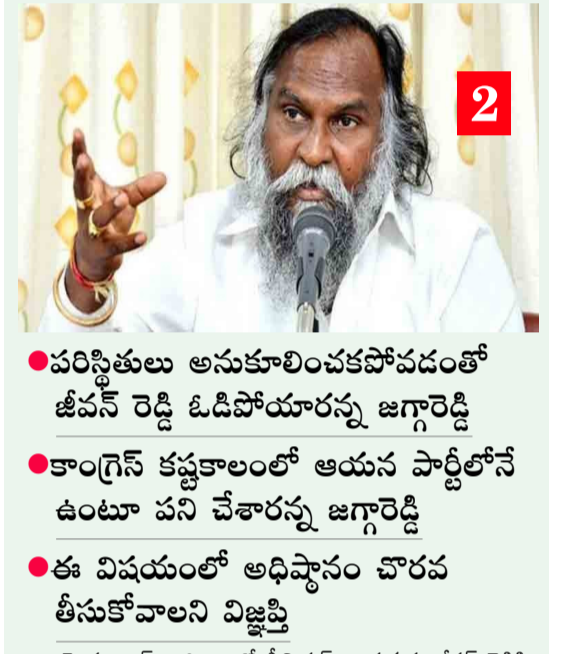 2
●పరిస్థితులు అనుకూలించకపోవడంతో
జీవన్ రెడ్డి ఓడిపోయారన్న జగ్గారెడ్డి
●కాంగ్రెస్ కష్టకాలంలో ఆయన పార్టీలోనే
ఉంటూ పని చేశారన్న జగ్గారెడ్డి
●ఈ విషయంలో అధిష్ఠానం చొరవ
తీసుకోవాలని విజ్ఞప్తి